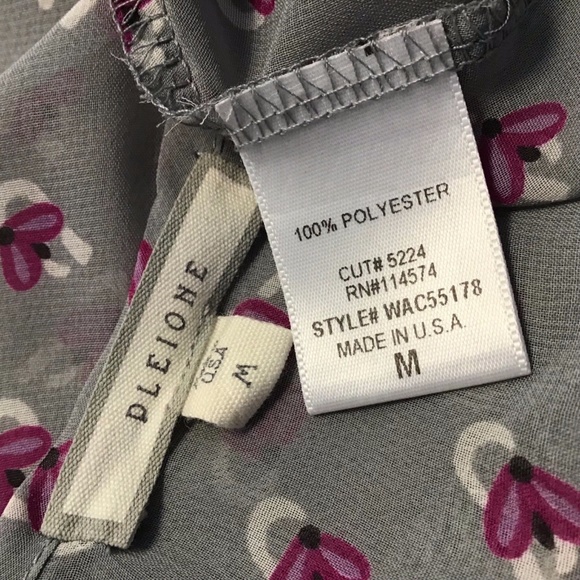 100% POLYESTER
CUT# 5224
RN#114574
STYLE# WAC55178
MADE IN U.S.A.
M
PLEIONE
U.S.A
M